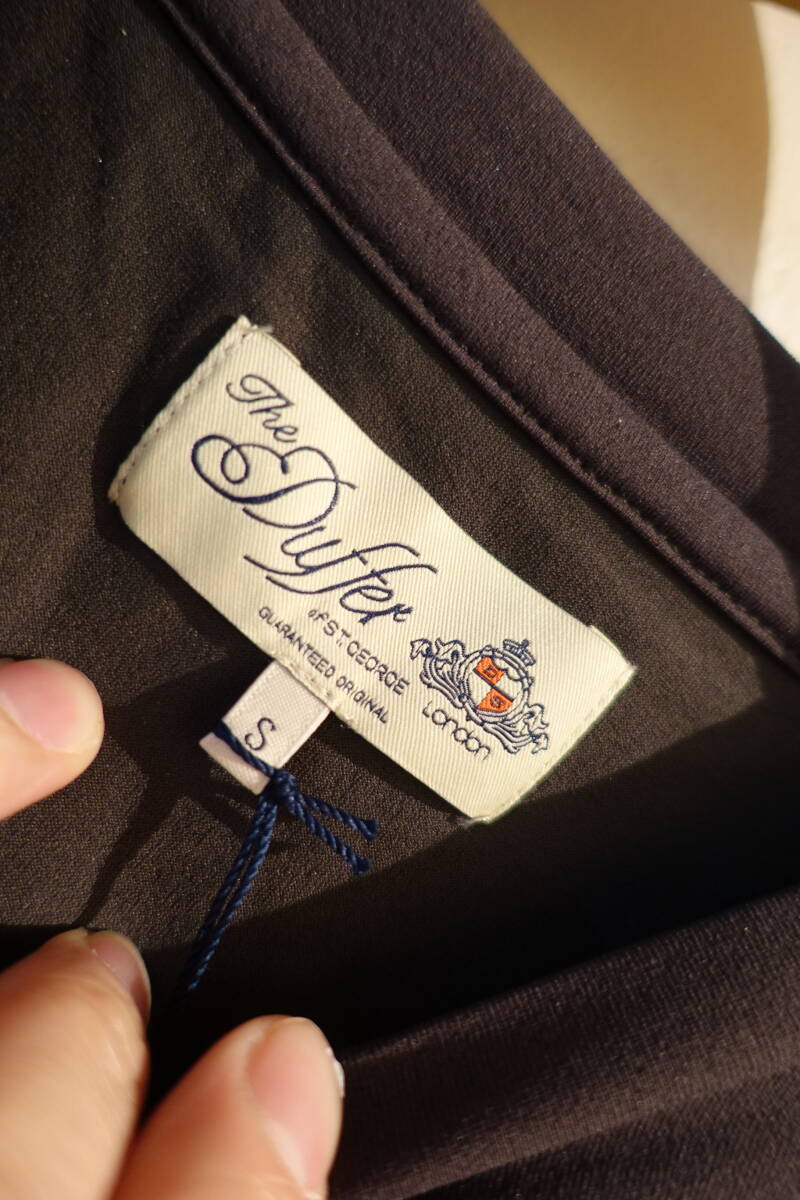 The
Duffer
of ST. GEORGE
GUARANTEED ORIGINAL
D
G
London
S